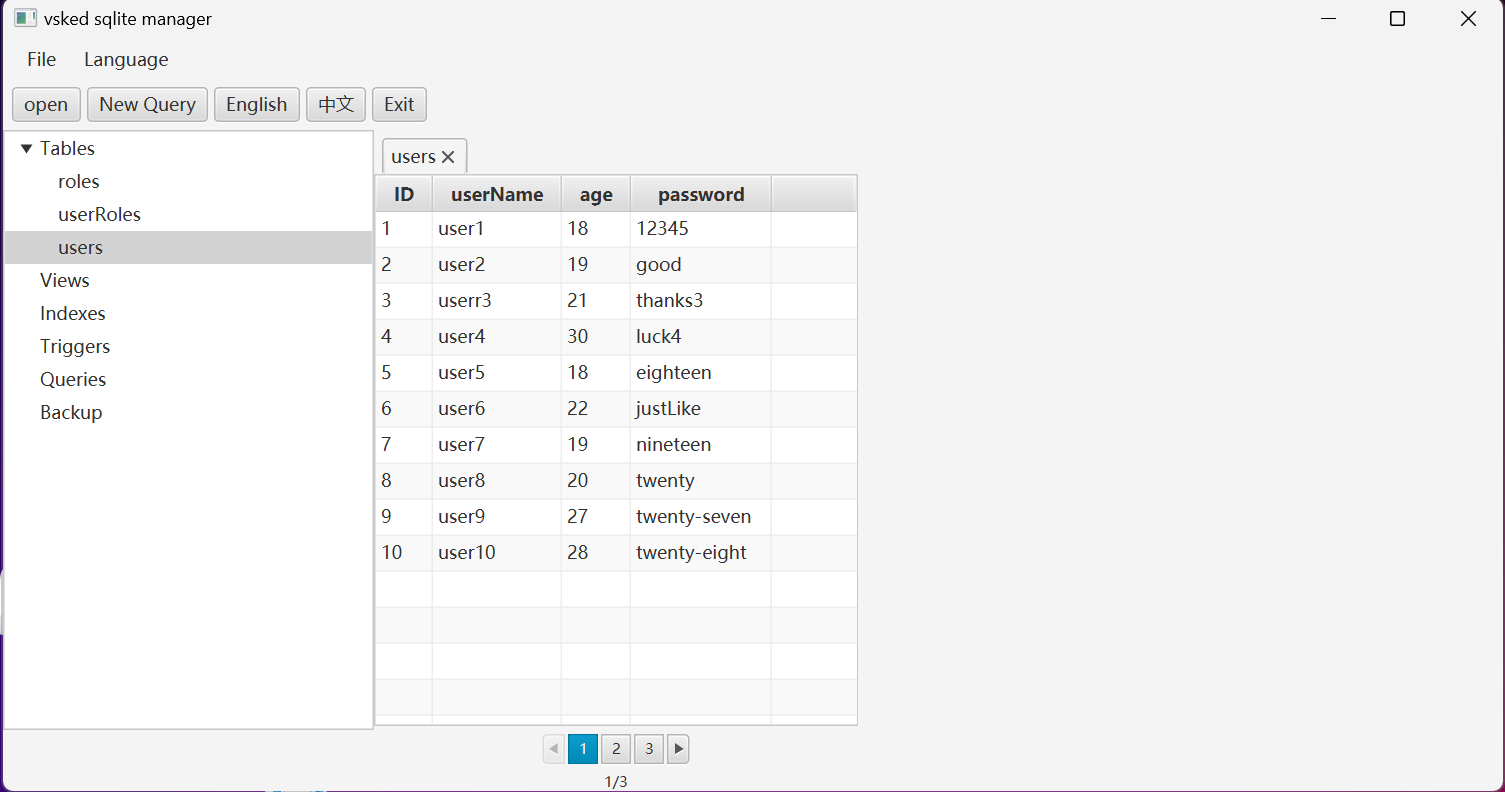 vsked sqlite manager
File Language
open New Query English 中文 Exit
Tables
roles
userRoles
users
Views
Indexes
Triggers
Queries
Backup
users
ID userName age password
1 user1 18 12345
2 user2 19 good
3 userr3 21 thanks3
4 user4 30 luck4
5 user5 18 eighteen
6 user6 22 justLike
7 user7 19 nineteen
8 user8 20 twenty
9 user9 27 twenty-seven
10 user10 28 twenty-eight
1 2 3
1/3